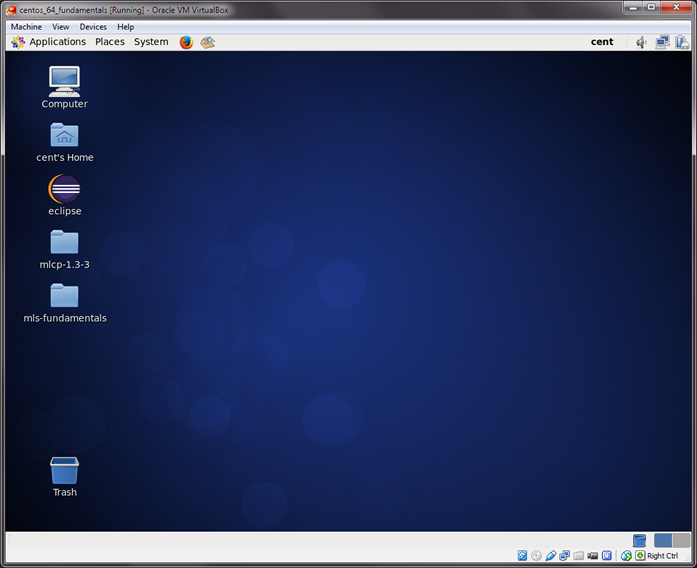 centos_64_fundamentals [Running] - Oracle VM VirtualBox
Machine View Devices Help
Applications Places System cent
Computer
cent's Home
eclipse
mlcp-1.3-3
mls-fundamentals
Trash
Right Ctrl